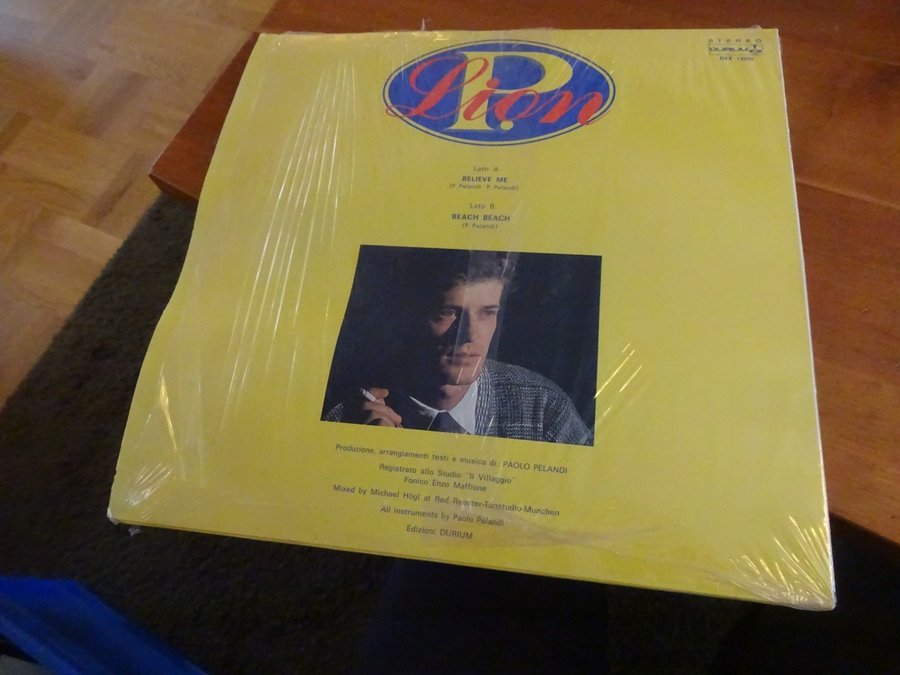 P. Lion
STEREO
DURIUM
DEX
Lato A
BELIEVE ME
(P. Pelandi - P. Pelandi)
Lato B
BEACH BEACH
(P. Pelandi)
Produzione, arrangiamenti testi e musica di: PAOLO PELANDI
Registrato allo Studio "Il Villaggio"
Fonico Enzo Maffione
Mixed by Michael Högl at Red Rooster-Tonstudio-Munchen
All Instruments by Paolo Pelandi
Edizioni DURIUM